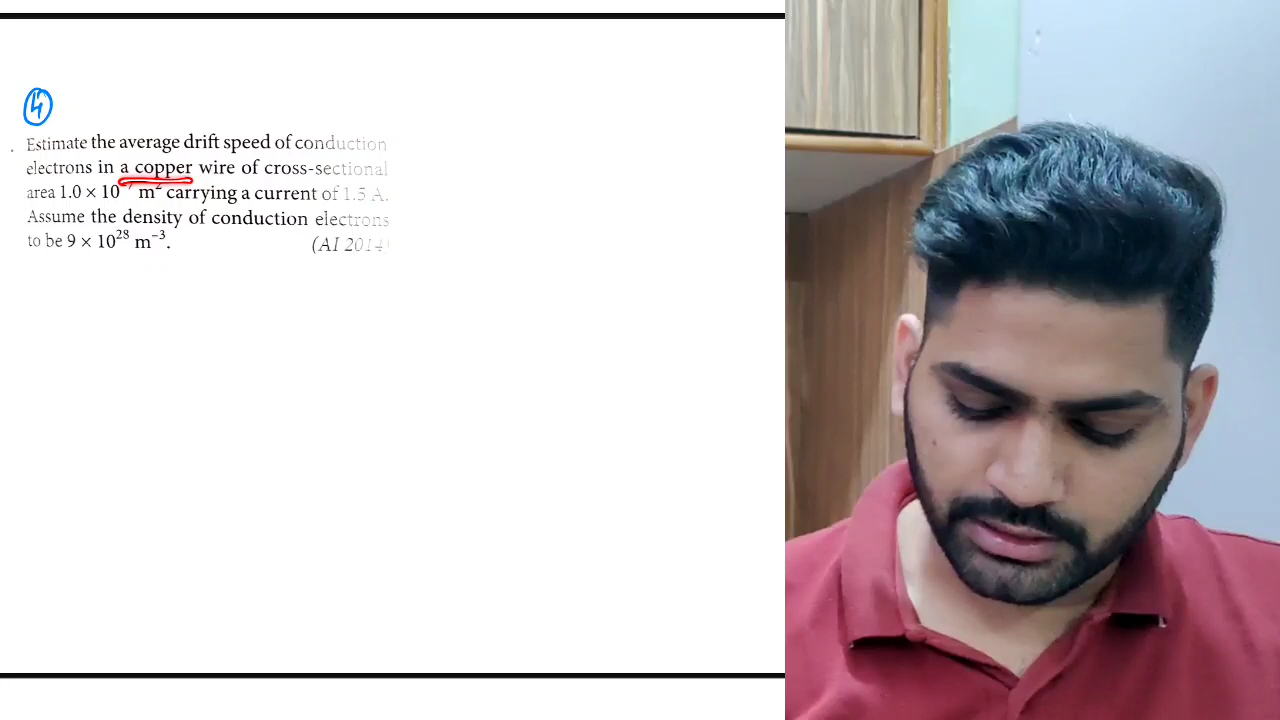 4
. Estimate the average drift speed of conduction
electrons in a copper wire of cross-sectional
area 1.0 × 10 m² carrying a current of 1.5 A.
Assume the density of conduction electrons
to be 9 × 10²⁸ m⁻³. (AI 2014)